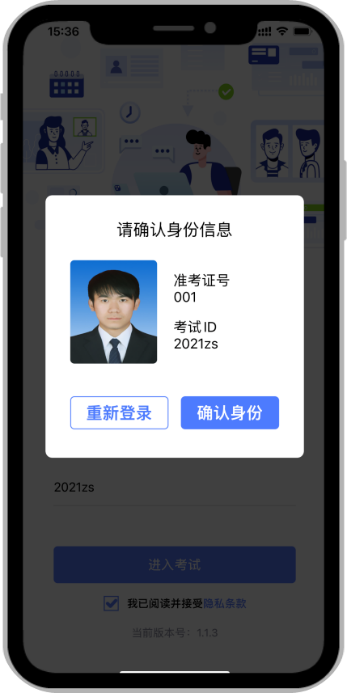 15:36
请确认身份信息
准考证号
001
考试ID
2021zs
重新登录
确认身份
2021zs
进入考试
我已阅读并接受隐私条款
当前版本号：1.1.3